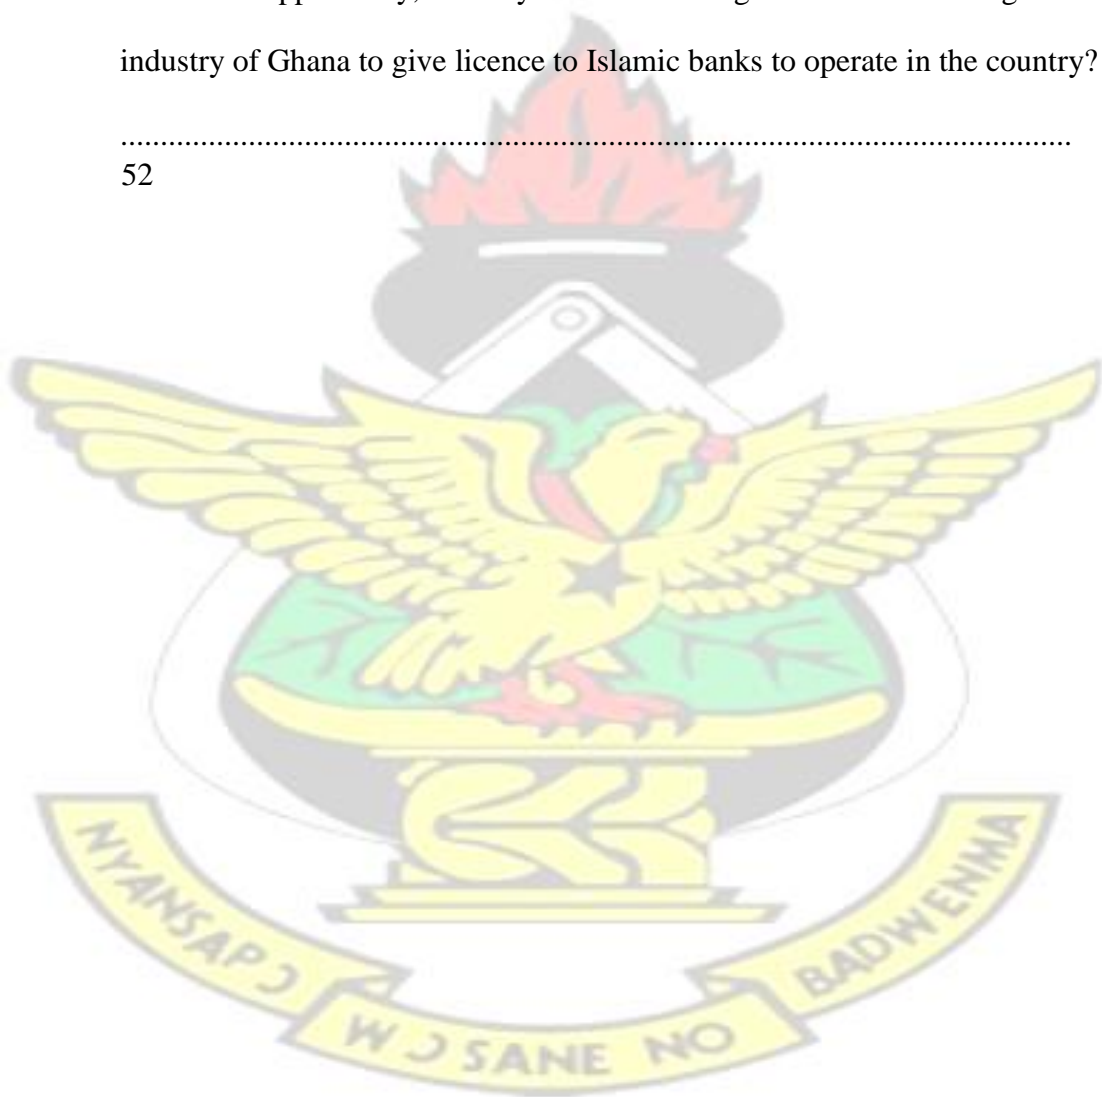 industry of Ghana to give licence to Islamic banks to operate in the country?
........................................................................................................................
52
NYANSAPƆ WƆ SANE NO BADWENMA